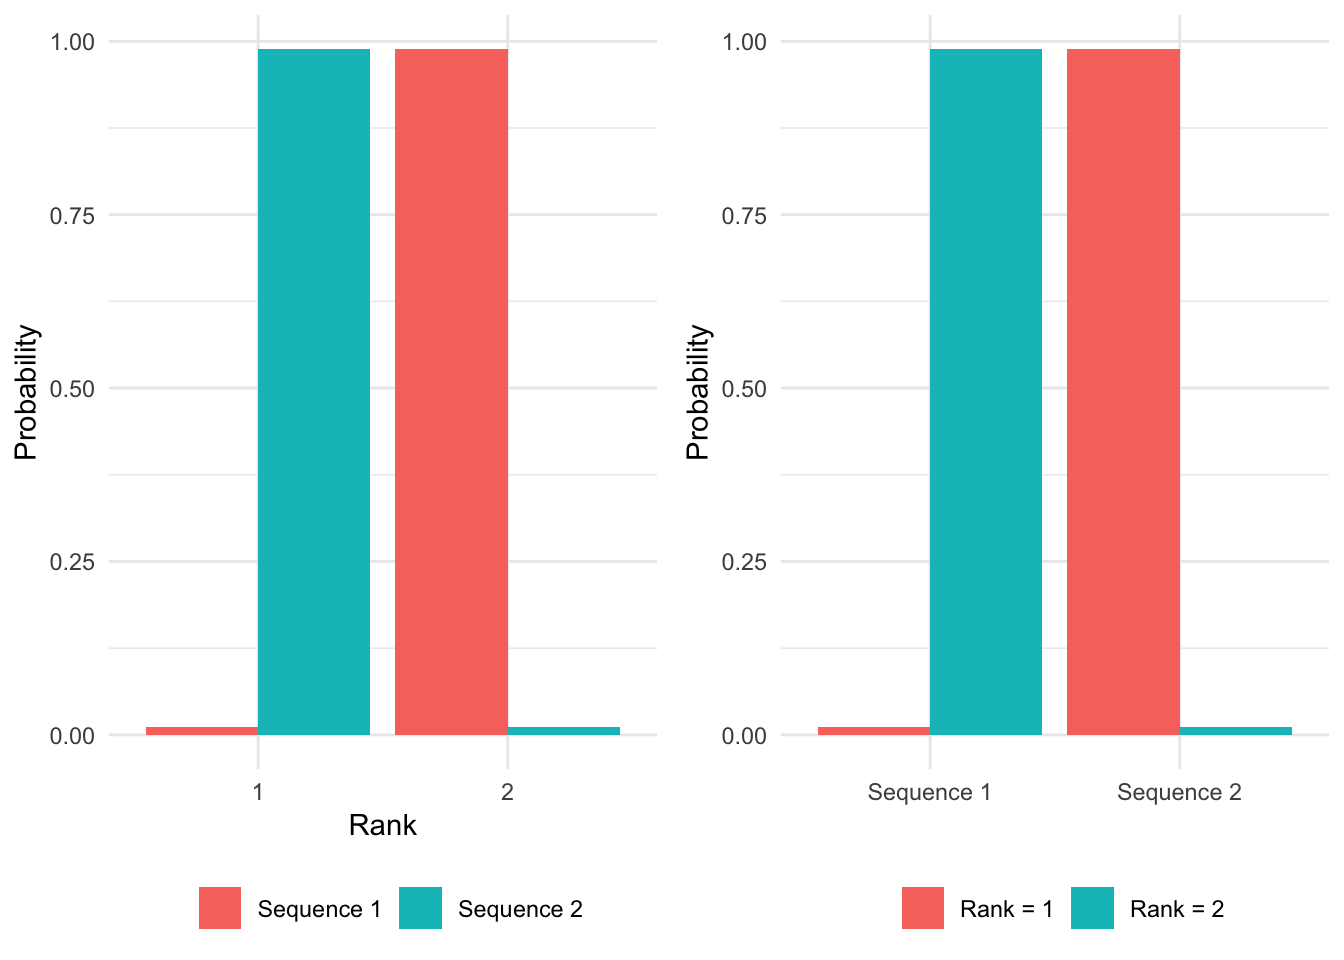 1.00
0.75
0.50
0.25
0.00
Probability
1
2
Rank
Sequence 1
Sequence 2
1.00
0.75
0.50
0.25
0.00
Probability
Sequence 1
Sequence 2
Rank = 1
Rank = 2